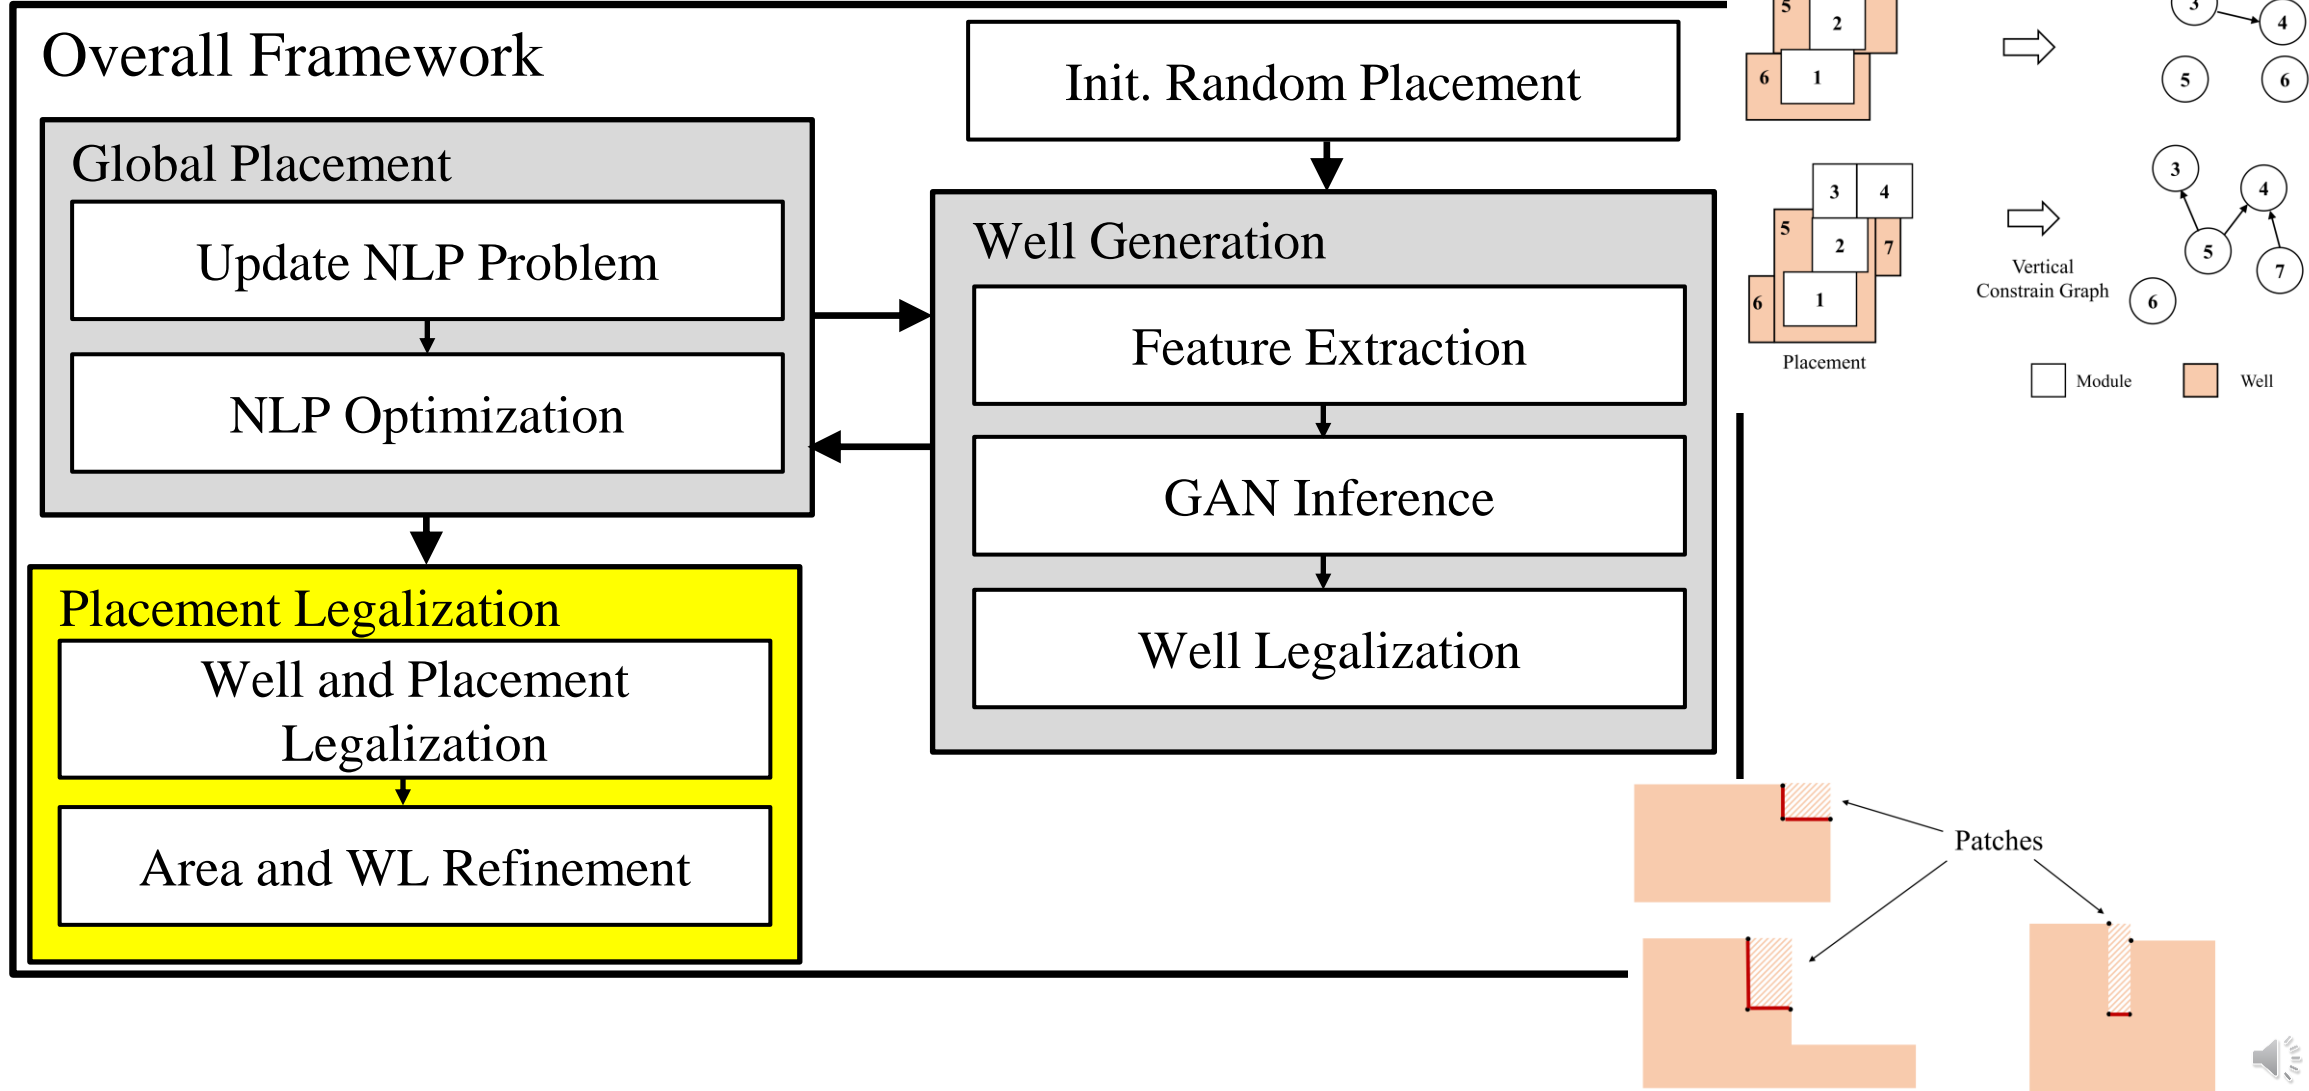 Overall Framework
Init. Random Placement
Global Placement
Update NLP Problem
NLP Optimization
Well Generation
Feature Extraction
GAN Inference
Well Legalization
Placement Legalization
Well and Placement
Legalization
Area and WL Refinement
5
2
6
1
3
4
5
6
3
4
5
2
7
6
1
Placement
Vertical
Constrain Graph
3
4
5
7
6
Module
Well
Patches